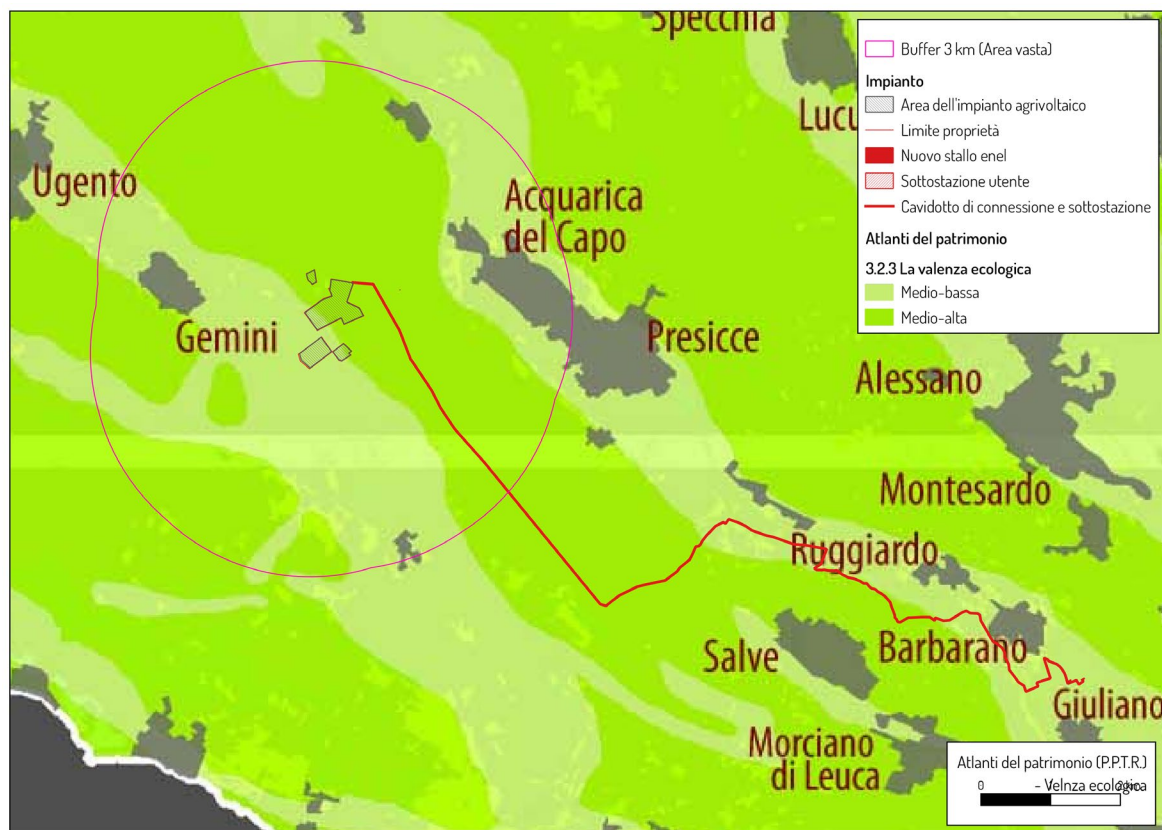 Specchia
Lucu
Ugento
Acquarica
del Capo
Gemini
Presicce
Alessano
Montesardo
Ruggiardo
Salve
Barbarano
Giuliano
Morciano
di Leuca
Buffer 3 km (Area vasta)
Impianto
Area dell'impianto agrivoltaico
Limite proprietà
Nuovo stallo enel
Sottostazione utente
Cavidotto di connessione e sottostazione
Atlanti del patrimonio
3.2.3 La valenza ecologica
Medio-bassa
Medio-alta
Atlanti del patrimonio (P.P.T.R.)
0 - Velnza ecologica